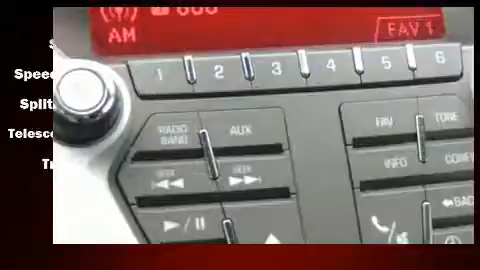 AM
FAV 1
1 2 3 4 5 6
Speed
Split
Telesco
RADIO BAND
AUX
FAV
TONE
SEEK
SEEK
INFO
BAC